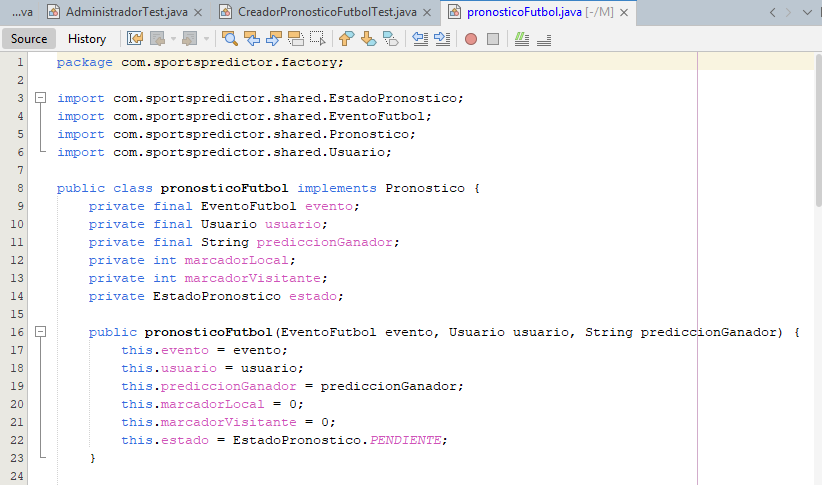 ...va AdministradorTest.java CreadorPronosticoFutbolTest.java pronosticoFutbol.java [-/M]
Source History
1 package com.sportspredictor.factory;
2
3 import com.sportspredictor.shared.EstadoPronostico;
4 import com.sportspredictor.shared.EventoFutbol;
5 import com.sportspredictor.shared.Pronostico;
6 import com.sportspredictor.shared.Usuario;
7
8 public class pronosticoFutbol implements Pronostico {
9 private final EventoFutbol evento;
10 private final Usuario usuario;
11 private final String prediccionGanador;
12 private int marcadorLocal;
13 private int marcadorVisitante;
14 private EstadoPronostico estado;
15
16 public pronosticoFutbol(EventoFutbol evento, Usuario usuario, String prediccionGanador) {
17 this.evento = evento;
18 this.usuario = usuario;
19 this.prediccionGanador = prediccionGanador;
20 this.marcadorLocal = 0;
21 this.marcadorVisitante = 0;
22 this.estado = EstadoPronostico.PENDIENTE;
23 }
24